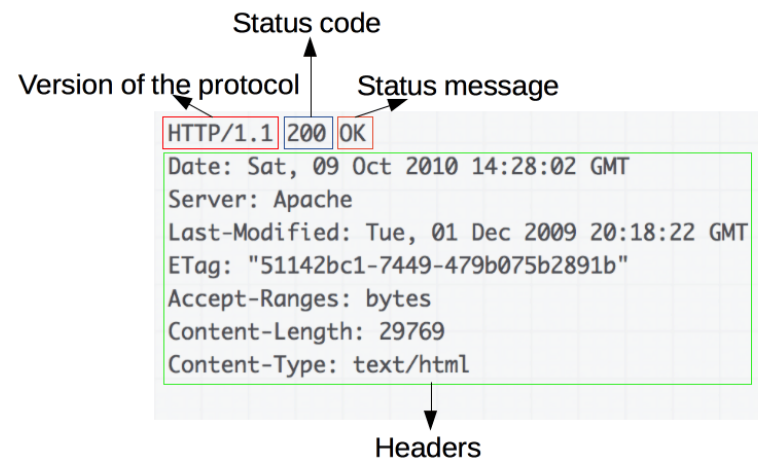 Status code
Version of the protocol
Status message
HTTP/1.1 200 OK
Date: Sat, 09 Oct 2010 14:28:02 GMT
Server: Apache
Last-Modified: Tue, 01 Dec 2009 20:18:22 GMT
ETag: "51142bc1-7449-479b075b2891b"
Accept-Ranges: bytes
Content-Length: 29769
Content-Type: text/html
Headers